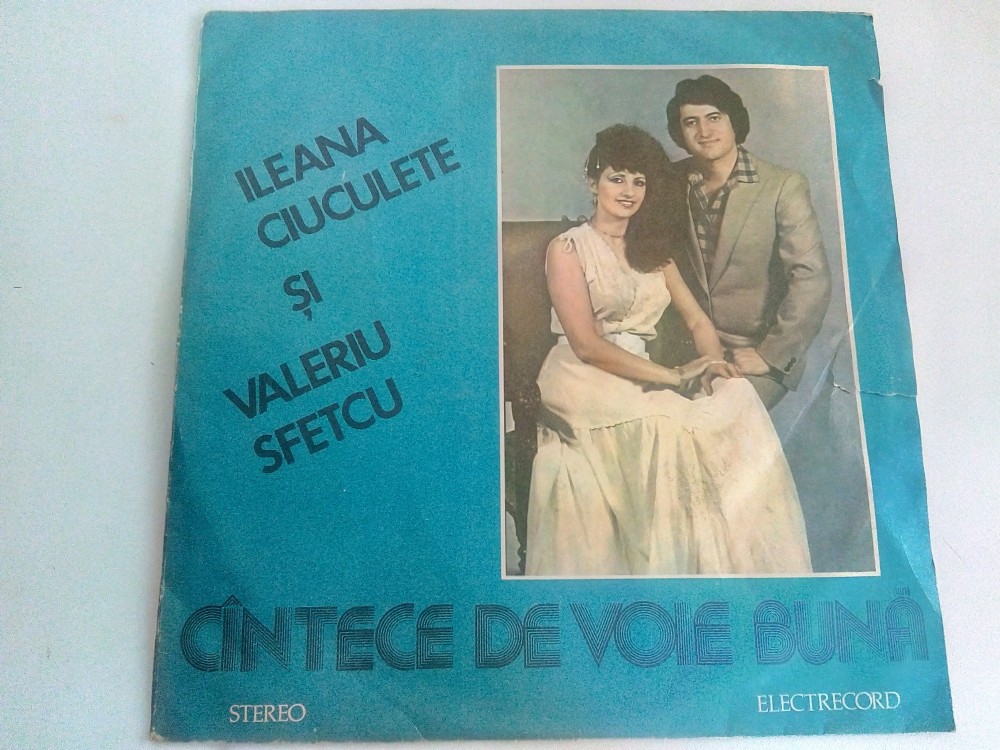 ILEANA
CIUCULETE
ȘI
VALERIU
SFETCU
CÎNTECE DE VOIE BUNĂ
STEREO
ELECTRECORD